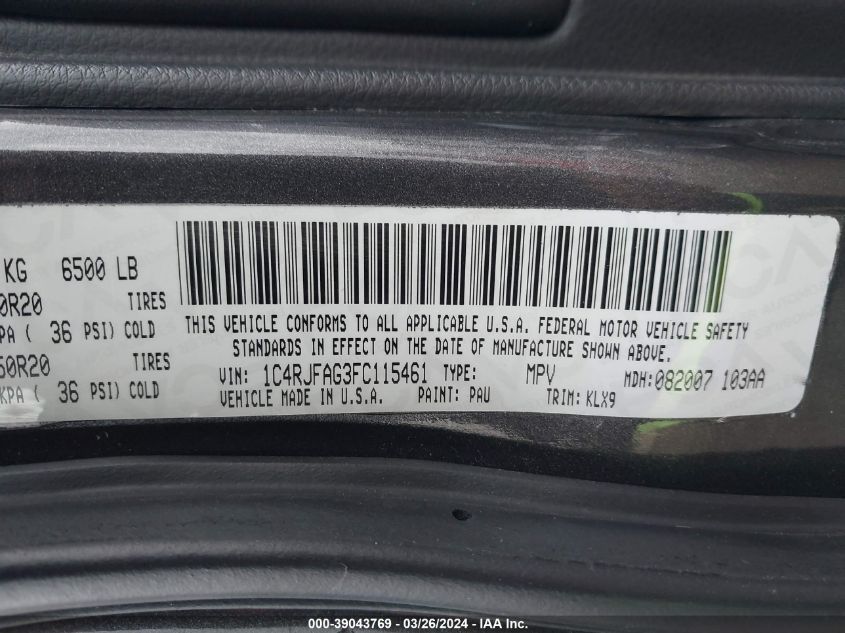 KG 6500 LB
0R20 TIRES
PA ( 36 PSI) COLD
50R20 TIRES
KPA ( 36 PSI) COLD
THIS VEHICLE CONFORMS TO ALL APPLICABLE U.S.A. FEDERAL MOTOR VEHICLE SAFETY
STANDARDS IN EFFECT ON THE DATE OF MANUFACTURE SHOWN ABOVE.
VIN: 1C4RJFAG3FC115461 TYPE: MPV MDH:082007 103AA
VEHICLE MADE IN U.S.A. PAINT: PAU TRIM: KLX9
000-39043769 - 03/26/2024 - IAA Inc.